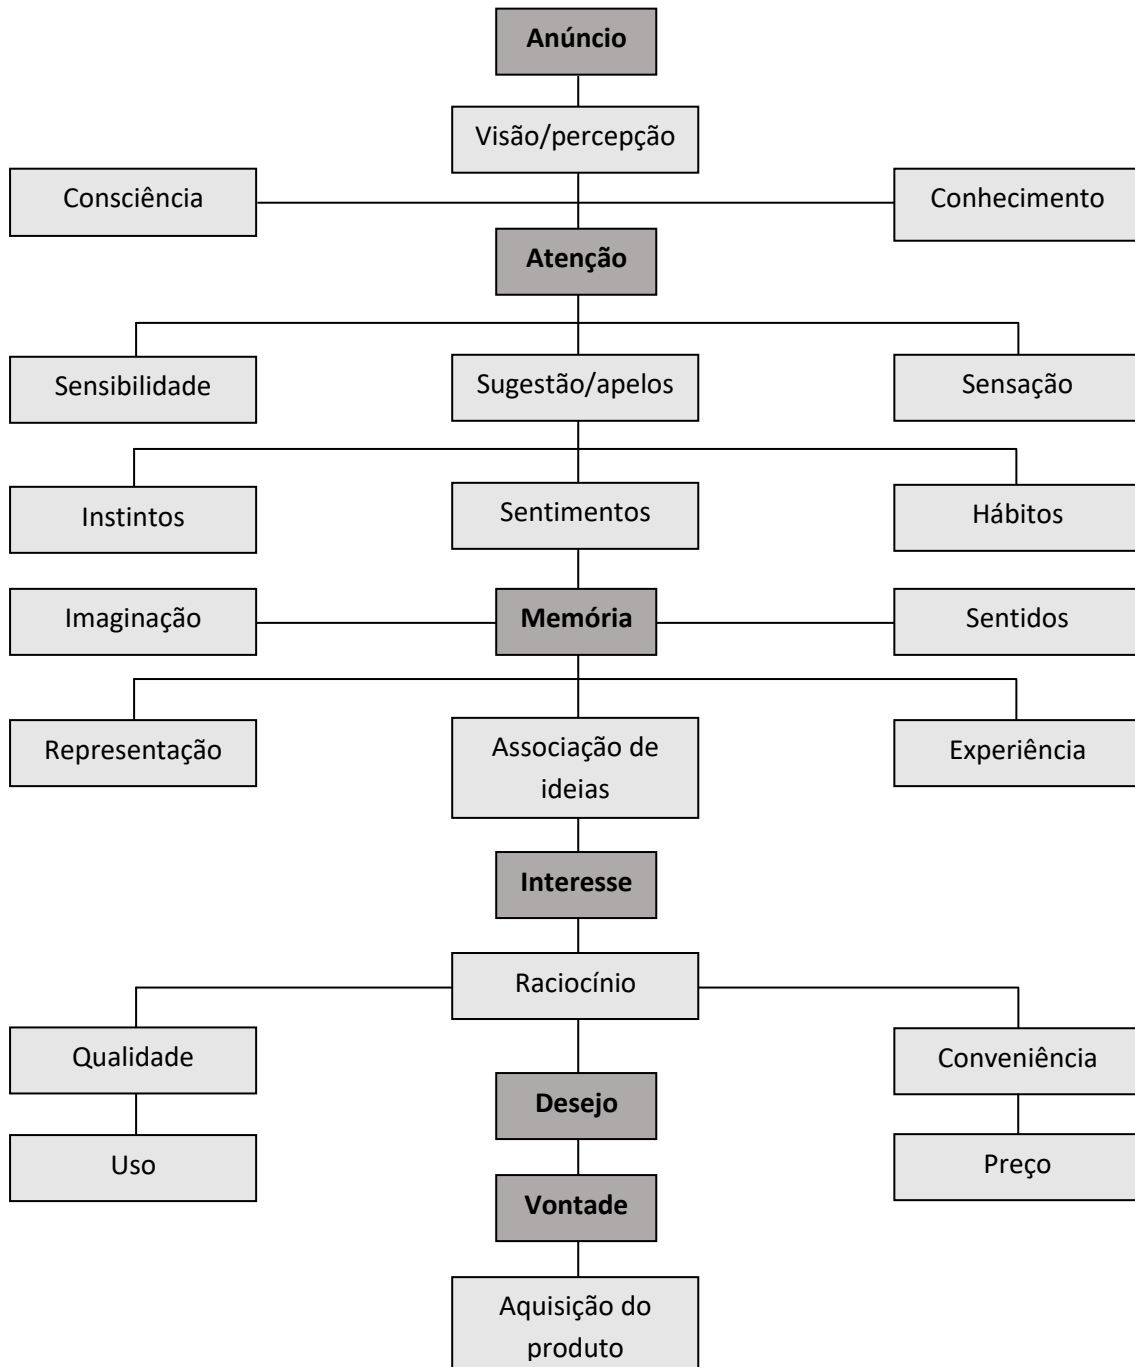 Anúncio
Visão/percepção
Consciência
Conhecimento
Atenção
Sensibilidade
Sugestão/apelos
Sensação
Instintos
Sentimentos
Hábitos
Imaginação
Memória
Sentidos
Representação
Associação de
ideias
Experiência
Interesse
Raciocínio
Qualidade
Conveniência
Desejo
Uso
Preço
Vontade
Aquisição do
produto